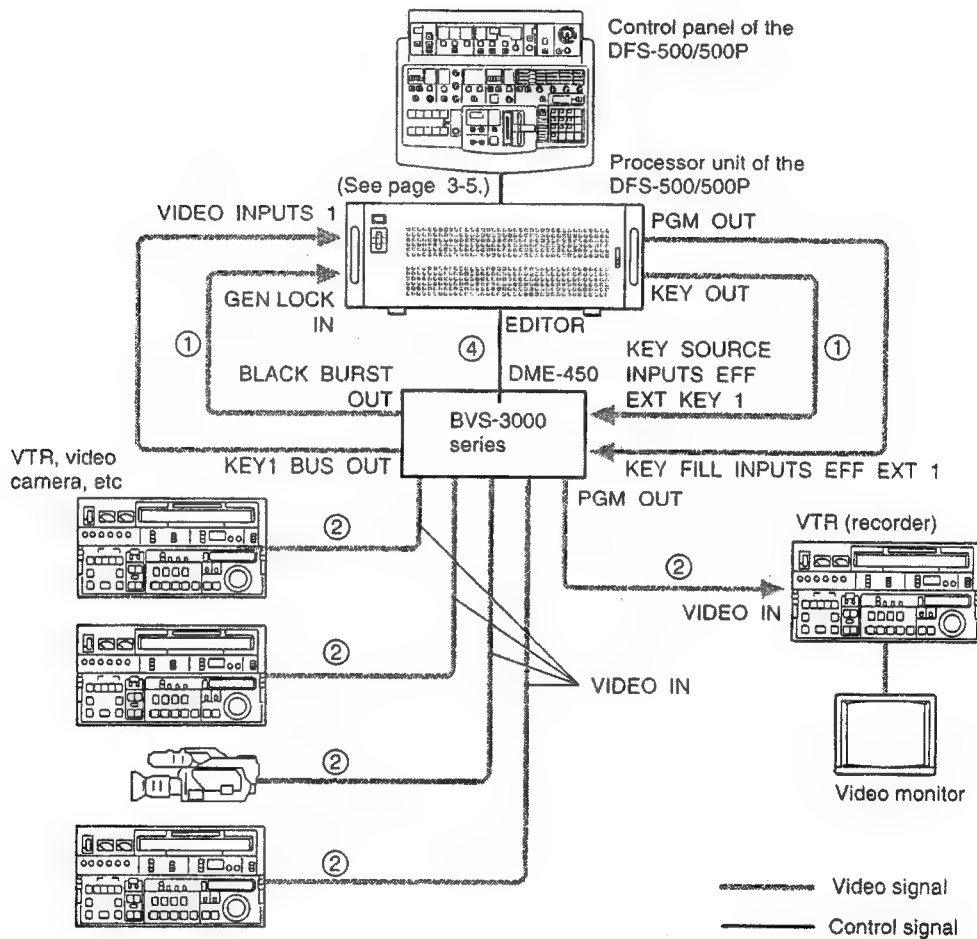 Control panel of the
DFS-500/500P
Processor unit of the
DFS-500/500P
(See page 3-5.)
VIDEO INPUTS 1
PGM OUT
GEN LOCK
IN
KEY OUT
EDITOR
①
④
①
KEY SOURCE
INPUTS EFF
EXT KEY 1
BLACK BURST
OUT
DME-450
BVS-3000
series
KEY1 BUS OUT
KEY FILL INPUTS EFF EXT 1
VTR, video
camera, etc
PGM OUT
VTR (recorder)
②
②
VIDEO IN
②
VIDEO IN
②
Video monitor
②
Video signal
Control signal